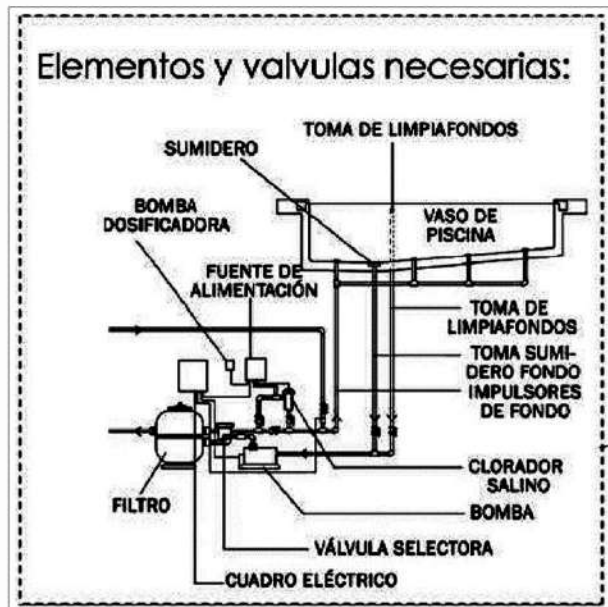 Elementos y valvulas necesarias:
TOMA DE LIMPIAFONDOS
SUMIDERO
BOMBA
DOSIFICADORA
VASO DE
PISCINA
FUENTE DE
ALIMENTACIÓN
TOMA DE
LIMPIAFONDOS
TOMA SUMI-
DERO FONDO
IMPULSORES
DE FONDO
CLORADOR
SALINO
FILTRO
BOMBA
VÁLVULA SELECTORA
CUADRO ELÉCTRICO